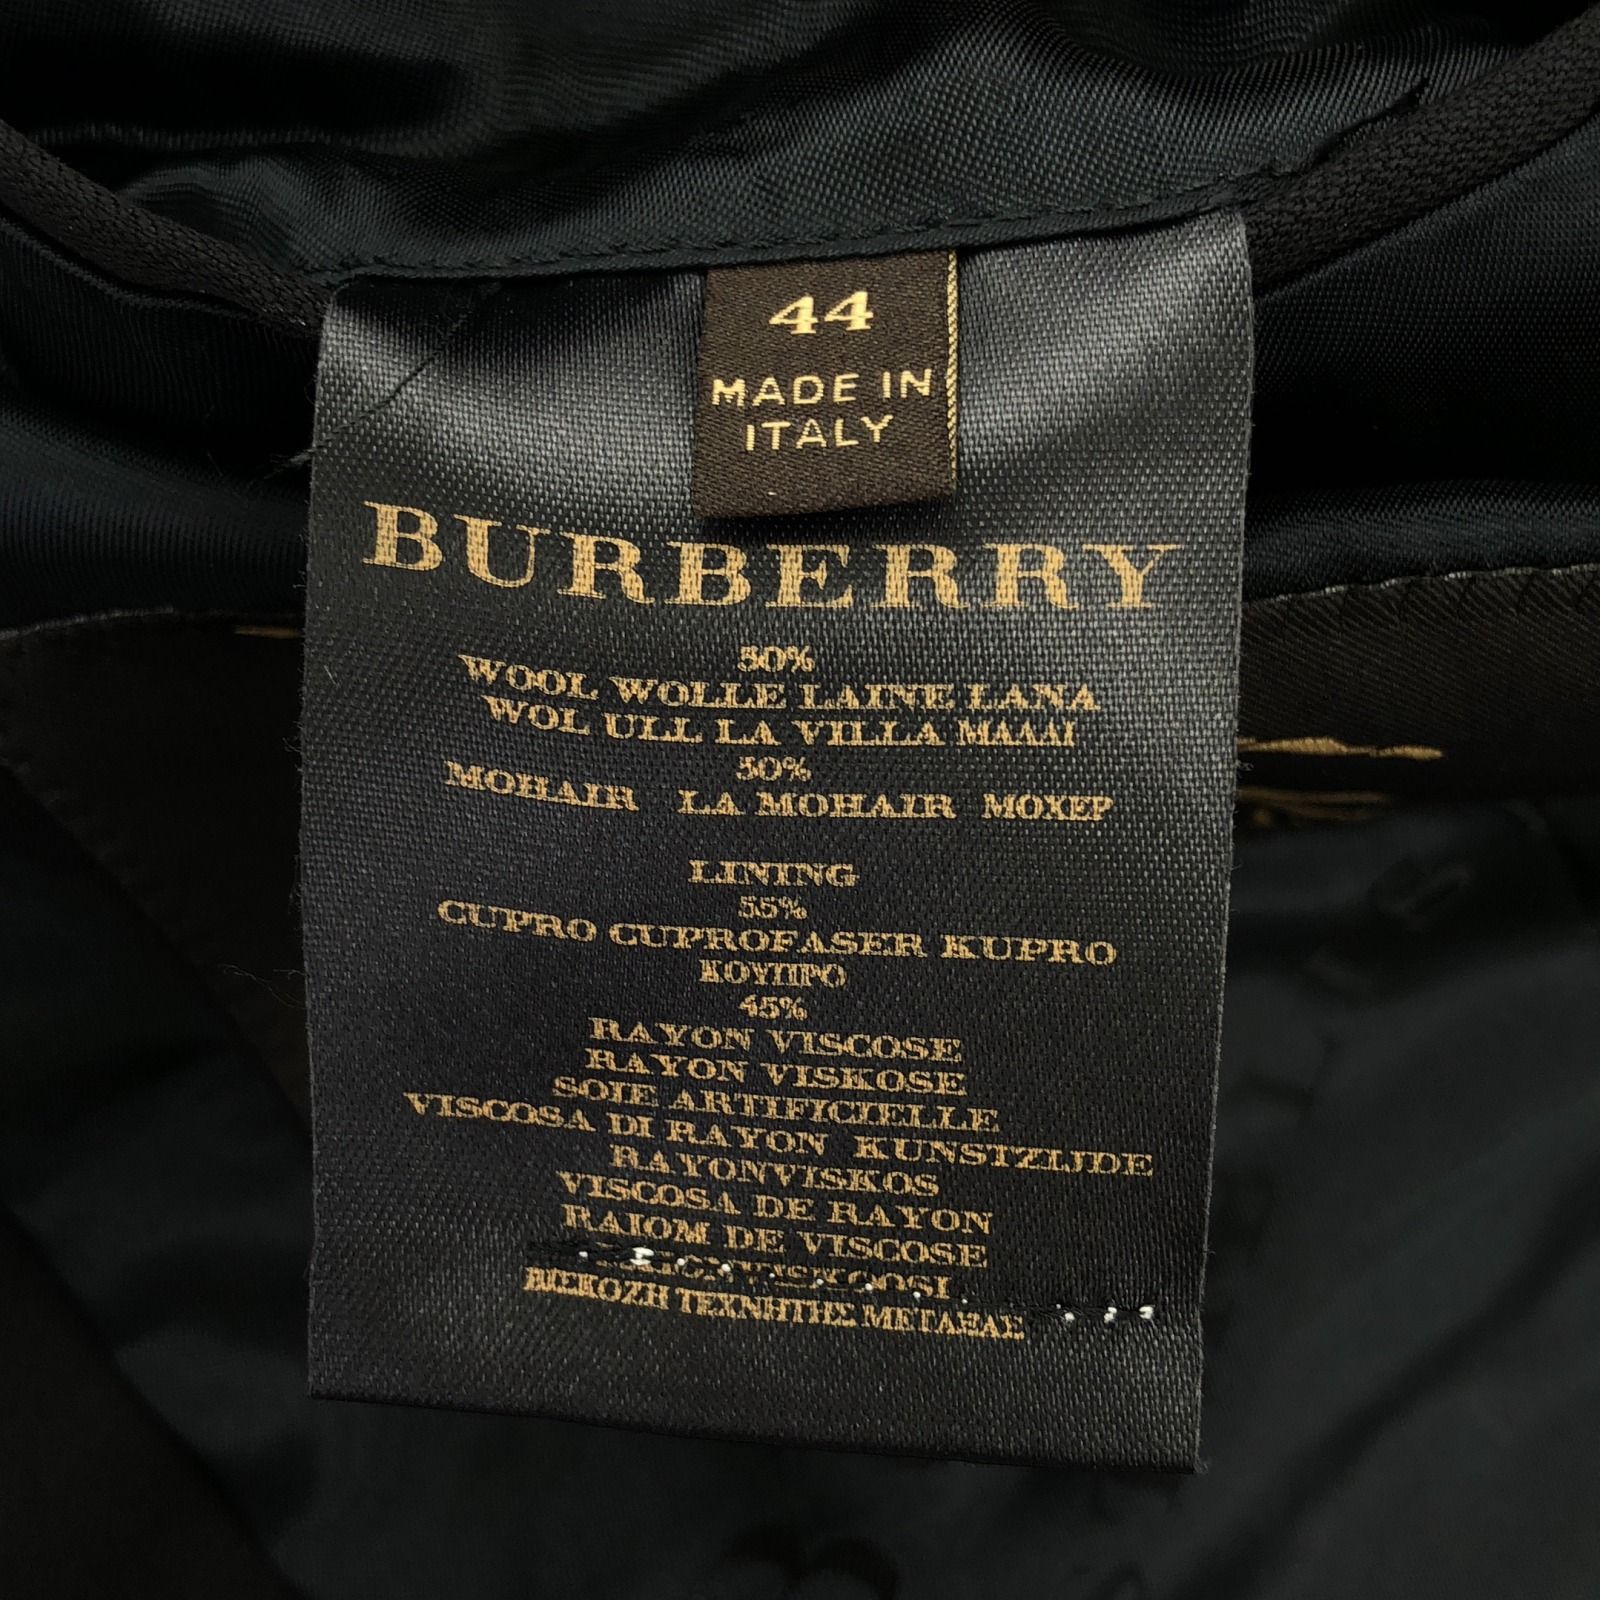 44
MADE IN
ITALY
BURBERRY
50%
WOOL WOLLE LAINE LANA
WOL ULL LA VILLA ΜΑΛΛΙ
50%
MOHAIR LA MOHAIR ΜΟΧΕΡ
LINING
55%
CUPRO CUPROFASER KUPRO
ΚΟΥΠΡΟ
45%
RAYON VISCOSE
RAYON VISKOSE
SOIE ARTIFICIELLE
VISCOSA DI RAYON KUNSTZIJDE
RAYONVISKOS
VISCOSA DE RAYON
RAIOM DE VISCOSE
ΒΙΣΚΟΖΗ ΤΕΧΝΗΤΗΣ ΜΕΤΑΞΑΣ